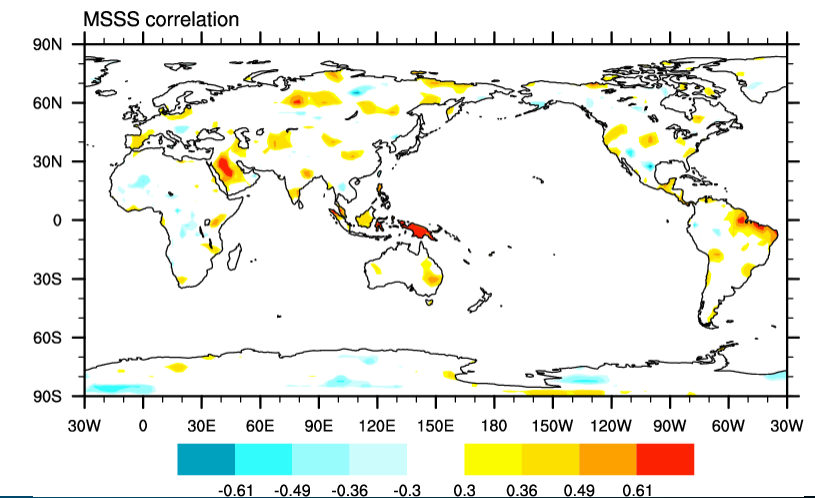 MSSS correlation
90N
60N
30N
0
30S
60S
90S
30W 0 30E 60E 90E 120E 150E 180 150W 120W 90W 60W 30W
-0.61 -0.49 -0.36 -0.3 0.3 0.36 0.49 0.61